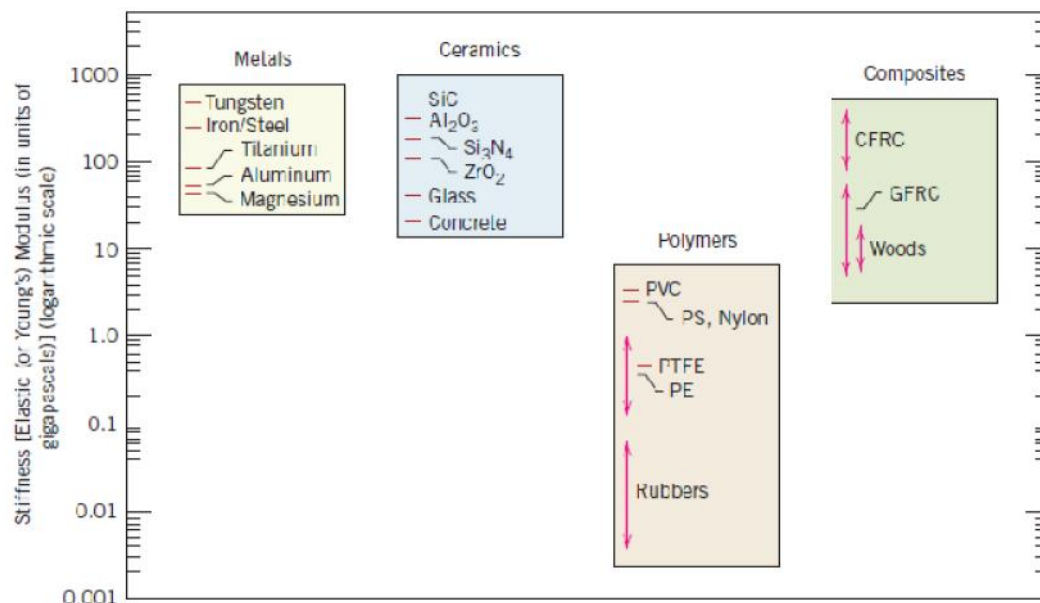 Stiffness [Elastic (or Young's) Modulus (in units of
gigapascals)] (logarithmic scale)
1000
100
10
1.0
0.1
0.01
0.001
Metals
Tungsten
Iron/Steel
Titanium
Aluminum
Magnesium
Ceramics
SiC
Al₂O₃
Si₃N₄
ZrO₂
Glass
Concrete
Polymers
PVC
PS, Nylon
PTFE
PE
Rubbers
Composites
CFRC
GFRC
Woods